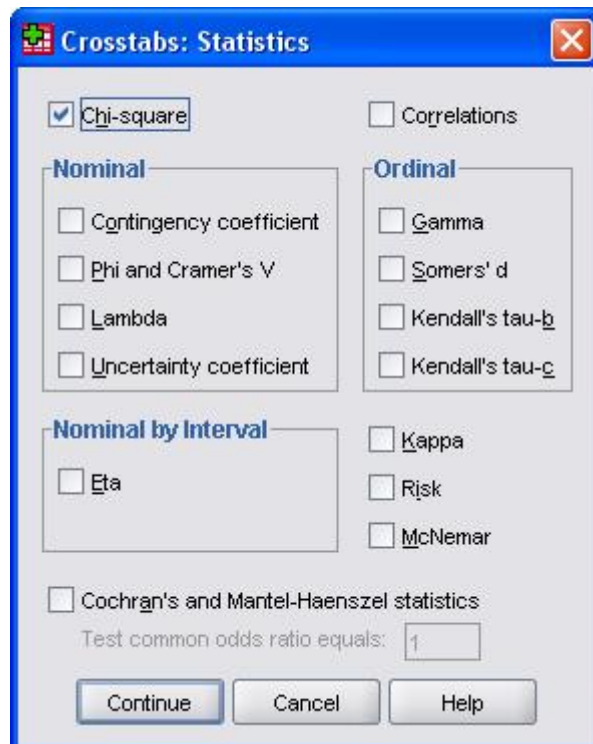 Crosstabs: Statistics
Chi-square
Correlations
Nominal
Contingency coefficient
Phi and Cramer's V
Lambda
Uncertainty coefficient
Ordinal
Gamma
Somers' d
Kendall's tau-b
Kendall's tau-c
Nominal by Interval
Eta
Kappa
Risk
McNemar
Cochran's and Mantel-Haenszel statistics
Test common odds ratio equals: 1
Continue
Cancel
Help